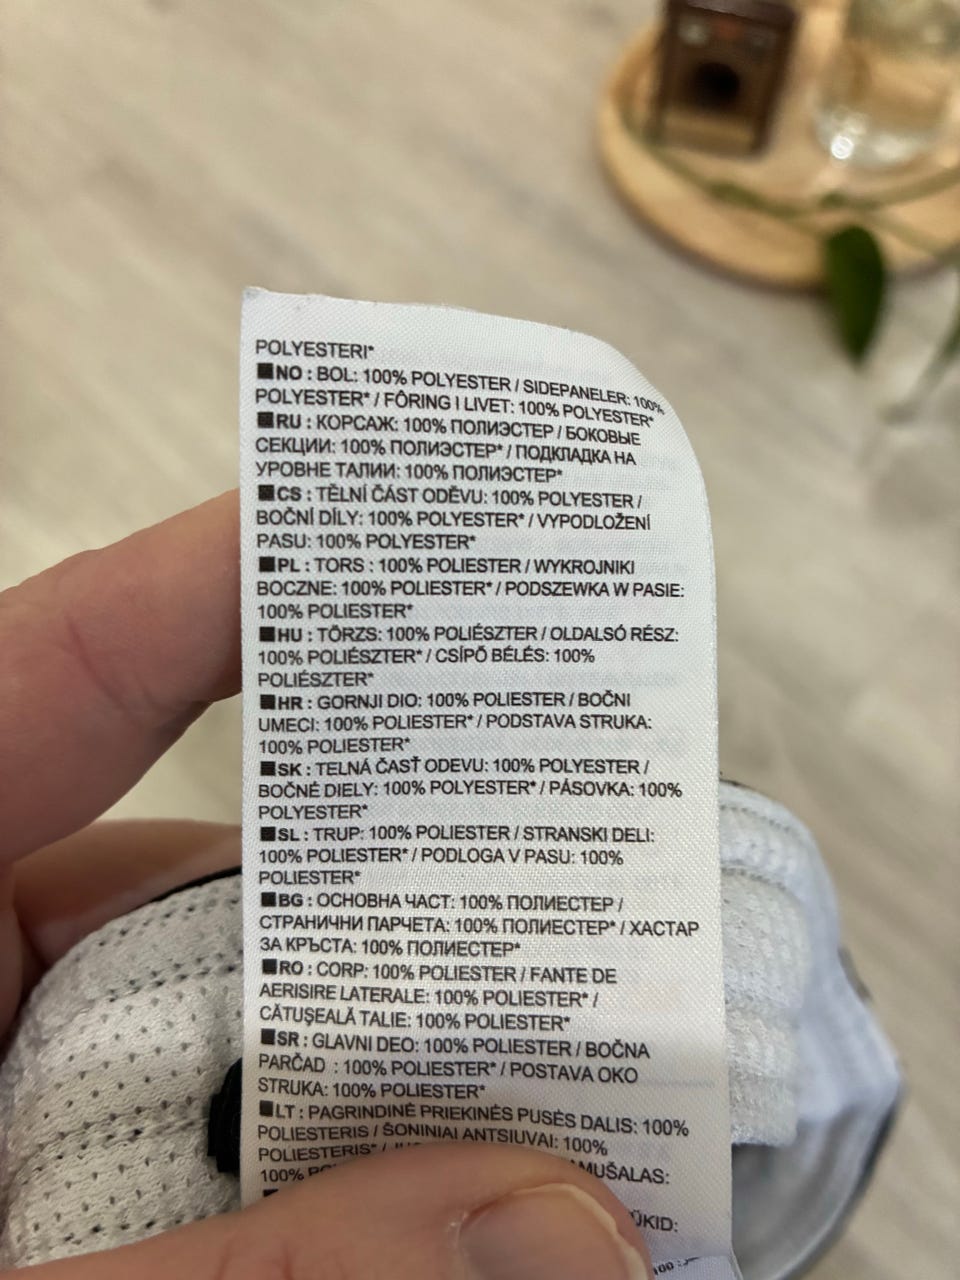 POLYESTERI*
■NO : BOL: 100% POLYESTER / SIDEPANELER: 100%
POLYESTER* / FÔRING I LIVET: 100% POLYESTER*
■RU : КОРСАЖ: 100% ПОЛИЭСТЕР / БОКОВЫЕ
СЕКЦИИ: 100% ПОЛИЭСТЕР* / ПОДКЛАДКА НА
УРОВНЕ ТАЛИИ: 100% ПОЛИЭСТЕР*
■CS : TĚLNÍ ČÁST ODĚVU: 100% POLYESTER /
BOČNÍ DÍLY: 100% POLYESTER* / VYPODLOŽENÍ
PASU: 100% POLYESTER*
■PL : TORS : 100% POLIESTER / WYKROJNIKI
BOCZNE: 100% POLIESTER* / PODSZEWKA W PASIE:
100% POLIESTER*
■HU : TÖRZS: 100% POLIÉSZTER / OLDALSÓ RÉSZ:
100% POLIÉSZTER* / CSÍPŐ BÉLÉS: 100%
POLIÉSZTER*
■HR : GORNJI DIO: 100% POLIESTER / BOČNI
UMECI: 100% POLIESTER* / PODSTAVA STRUKA:
100% POLIESTER*
■SK : TELNÁ ČASŤ ODEVU: 100% POLYESTER /
BOČNÉ DIELY: 100% POLYESTER* / PÁSOVKA: 100%
POLYESTER*
■SL : TRUP: 100% POLIESTER / STRANSKI DELI:
100% POLIESTER* / PODLOGA V PASU: 100%
POLIESTER*
■BG : ОСНОВНА ЧАСТ: 100% ПОЛИЕСТЕР /
СТРАНИЧНИ ПАРЧЕТА: 100% ПОЛИЕСТЕР* / ХАСТАР
ЗА КРЪСТА: 100% ПОЛИЕСТЕР*
■RO : CORP: 100% POLIESTER / FANTE DE
AERISIRE LATERALE: 100% POLIESTER* /
CĂTUŞEALĂ TALIE: 100% POLIESTER*
■SR : GLAVNI DEO: 100% POLIESTER / BOČNA
PARČAD : 100% POLIESTER* / POSTAVA OKO
STRUKA: 100% POLIESTER*
■LT : PAGRINDINĖ PRIEKINĖS PUSĖS DALIS: 100%
POLIESTERIS / ŠONINIAI ANTSIUVAI: 100%
POLIESTERIS* /
100%